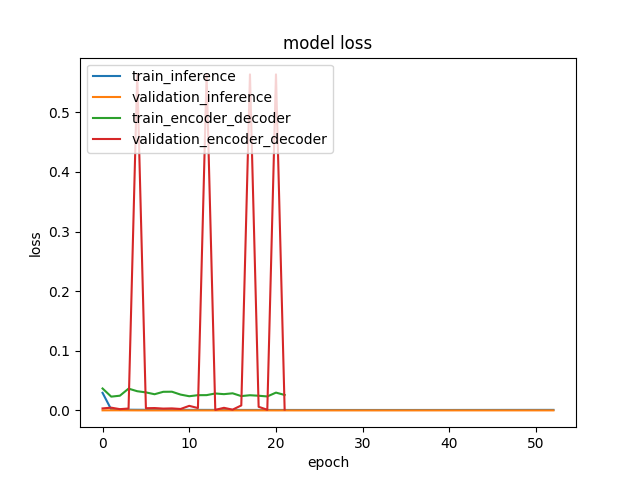 model loss
train_inference
validation_inference
train_encoder_decoder
validation_encoder_decoder
0.5
0.4
0.3
0.2
0.1
0.0
loss
0 10 20 30 40 50
epoch